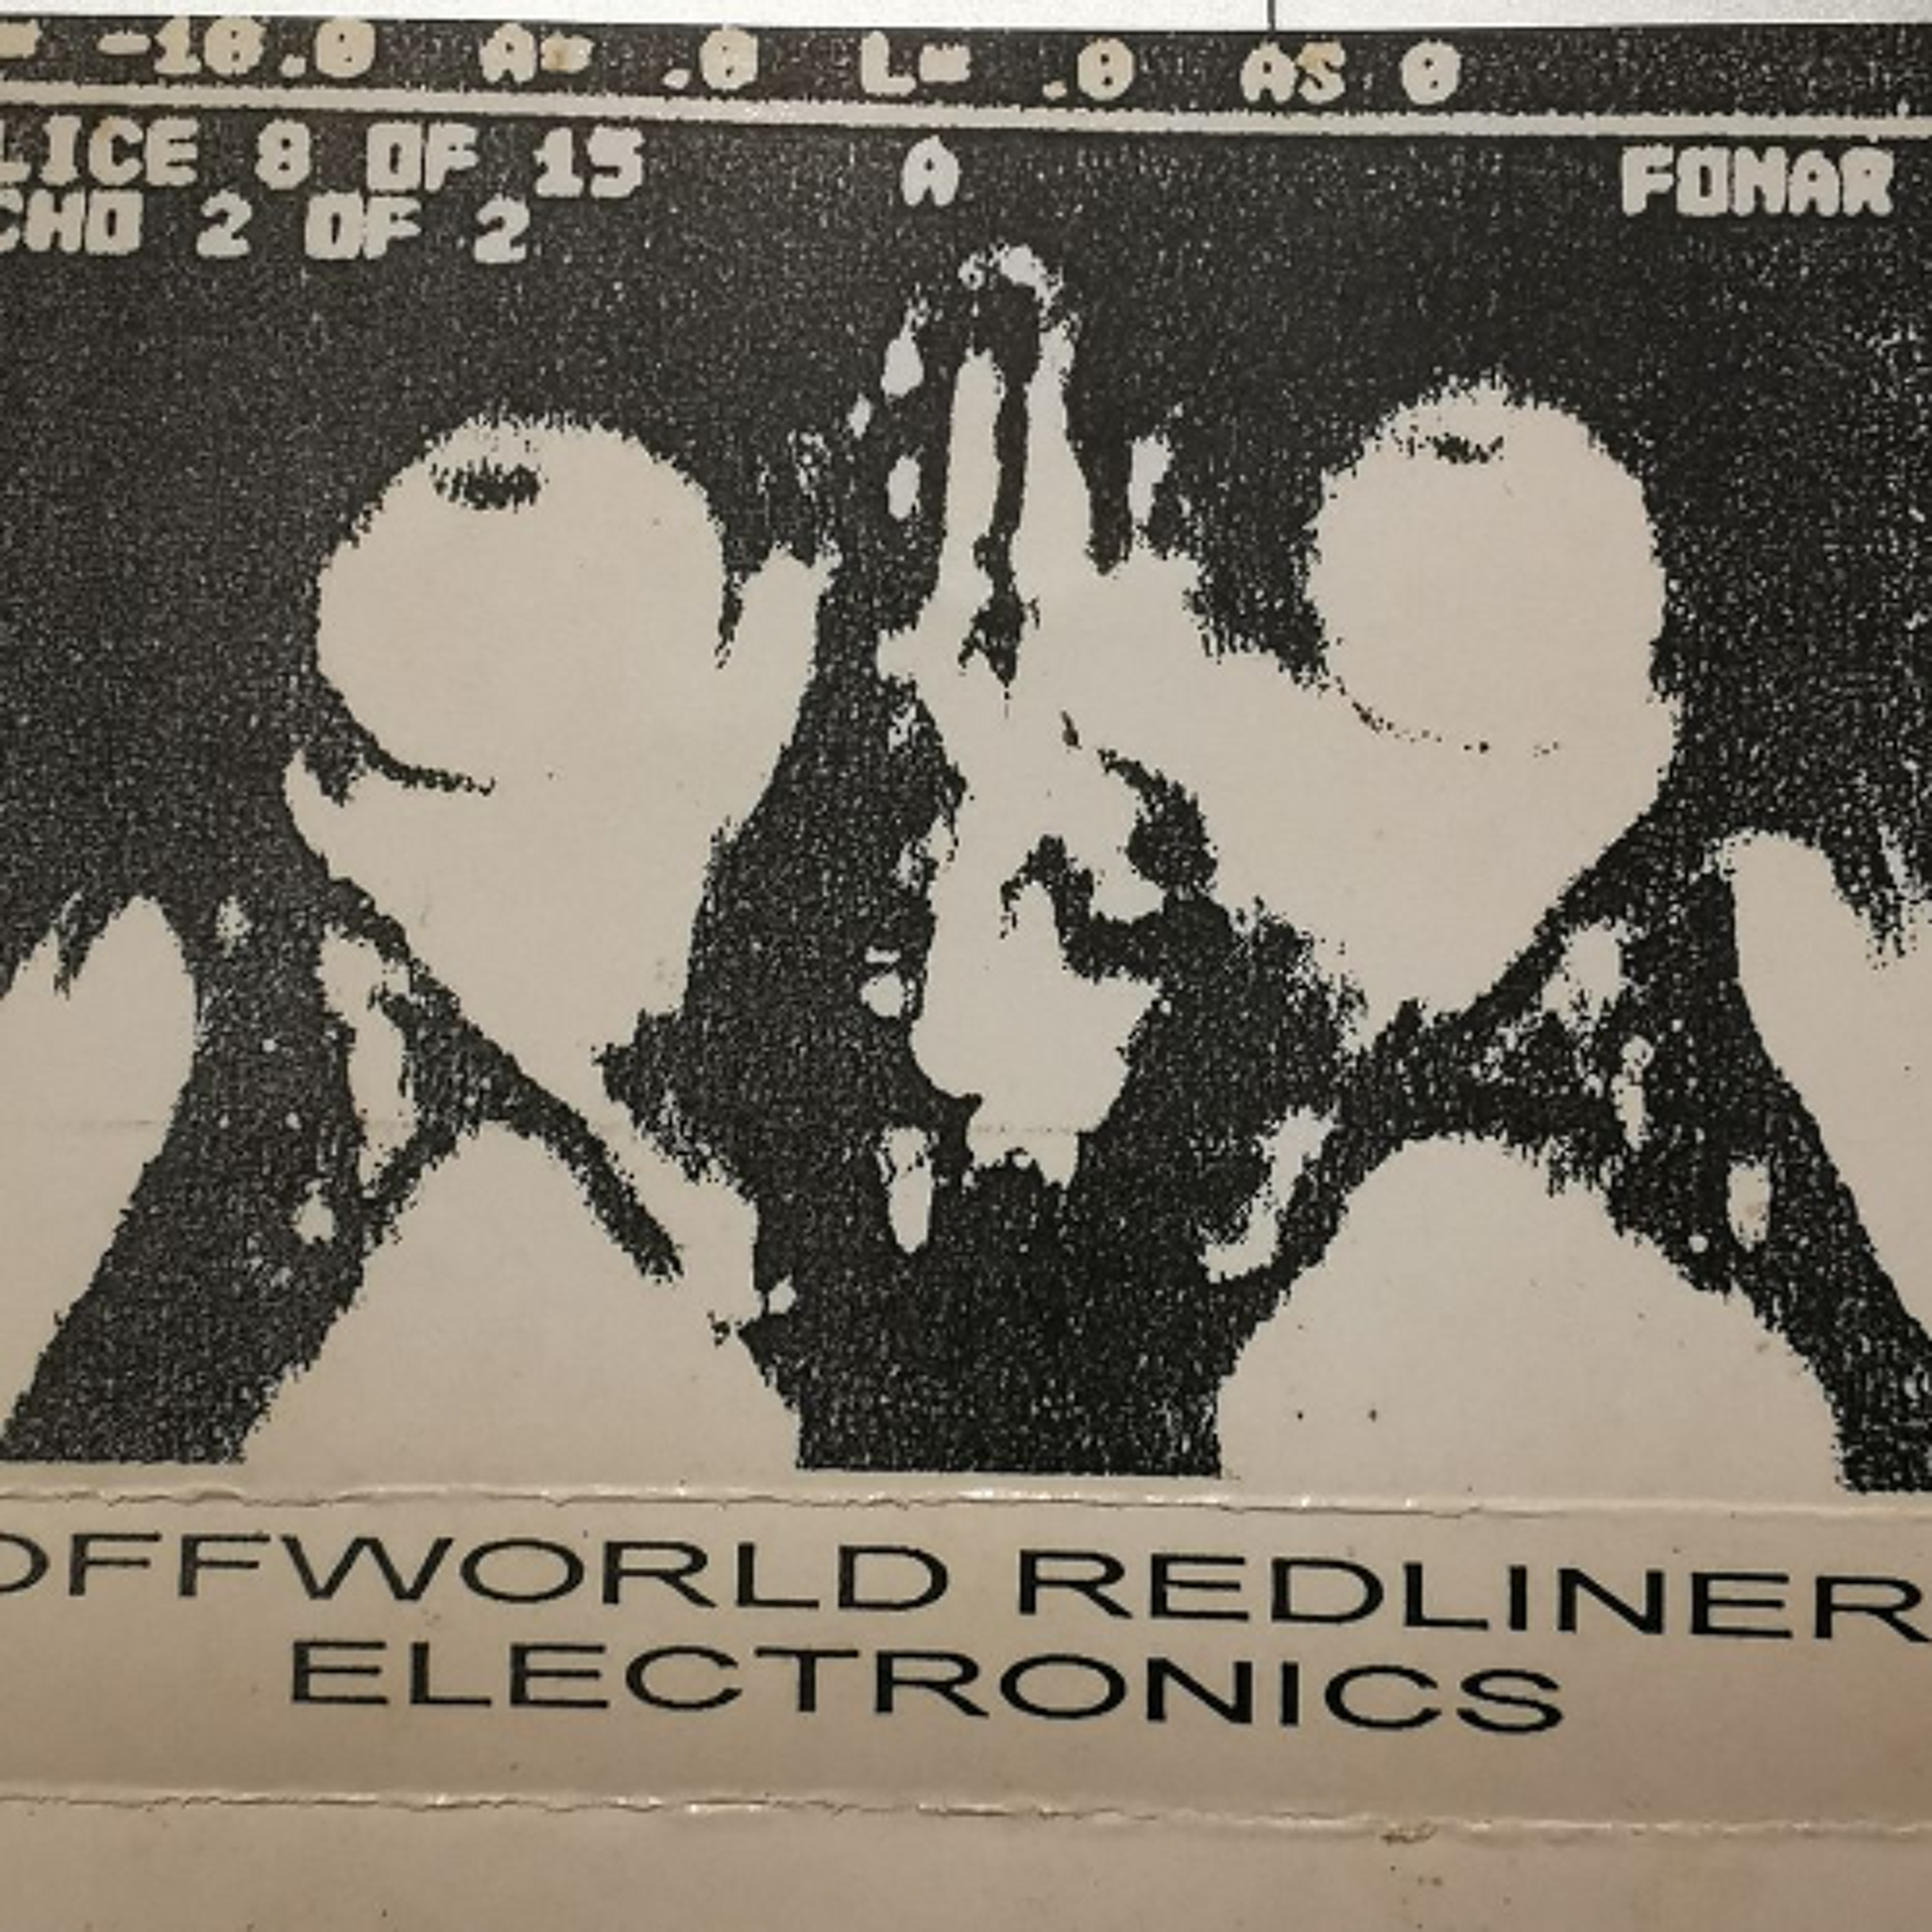 = -10.0 A= .0 L= .0 AS 0
LICE 8 OF 15
CHO 2 OF 2
A
FONAR
OFFWORLD REDLINER
ELECTRONICS